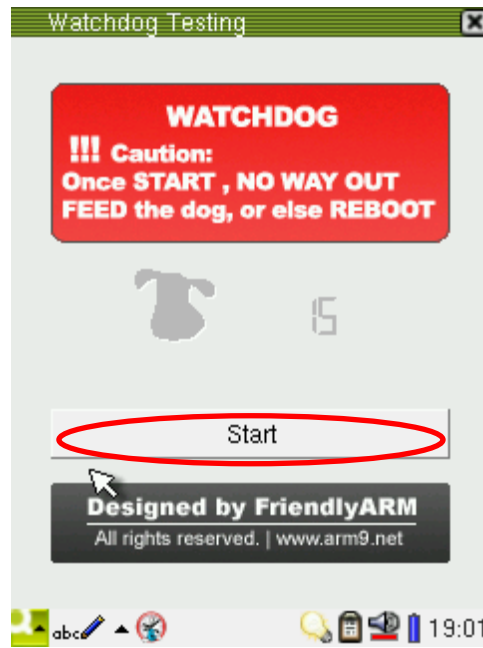 Watchdog Testing
WATCHDOG
!!! Caution:
Once START , NO WAY OUT
FEED the dog, or else REBOOT
15
Start
Designed by FriendlyARM
All rights reserved. | www.arm9.net
abc
19:01